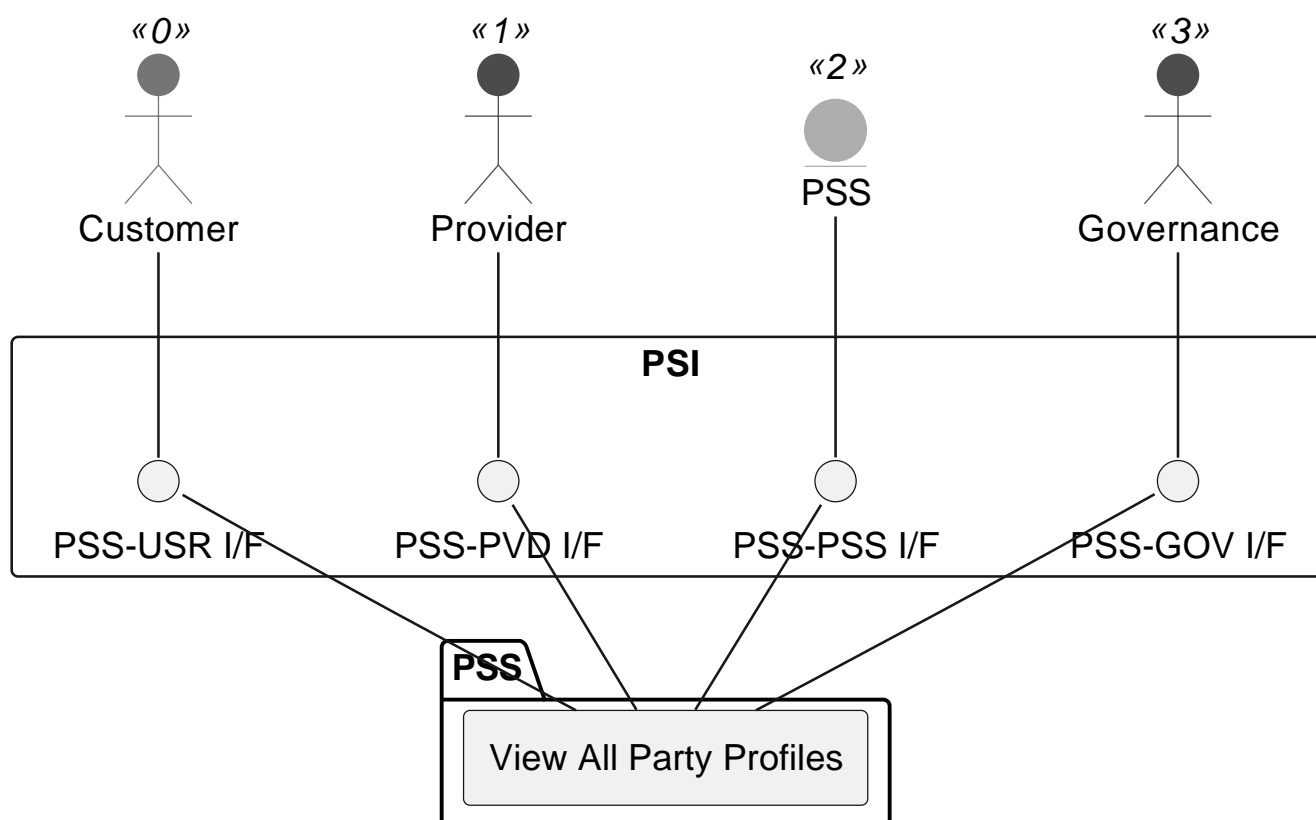 «0»
«1»
«2»
«3»
Customer
Provider
PSS
Governance
PSI
PSS-USR I/F
PSS-PVD I/F
PSS-PSS I/F
PSS-GOV I/F
PSS
View All Party Profiles